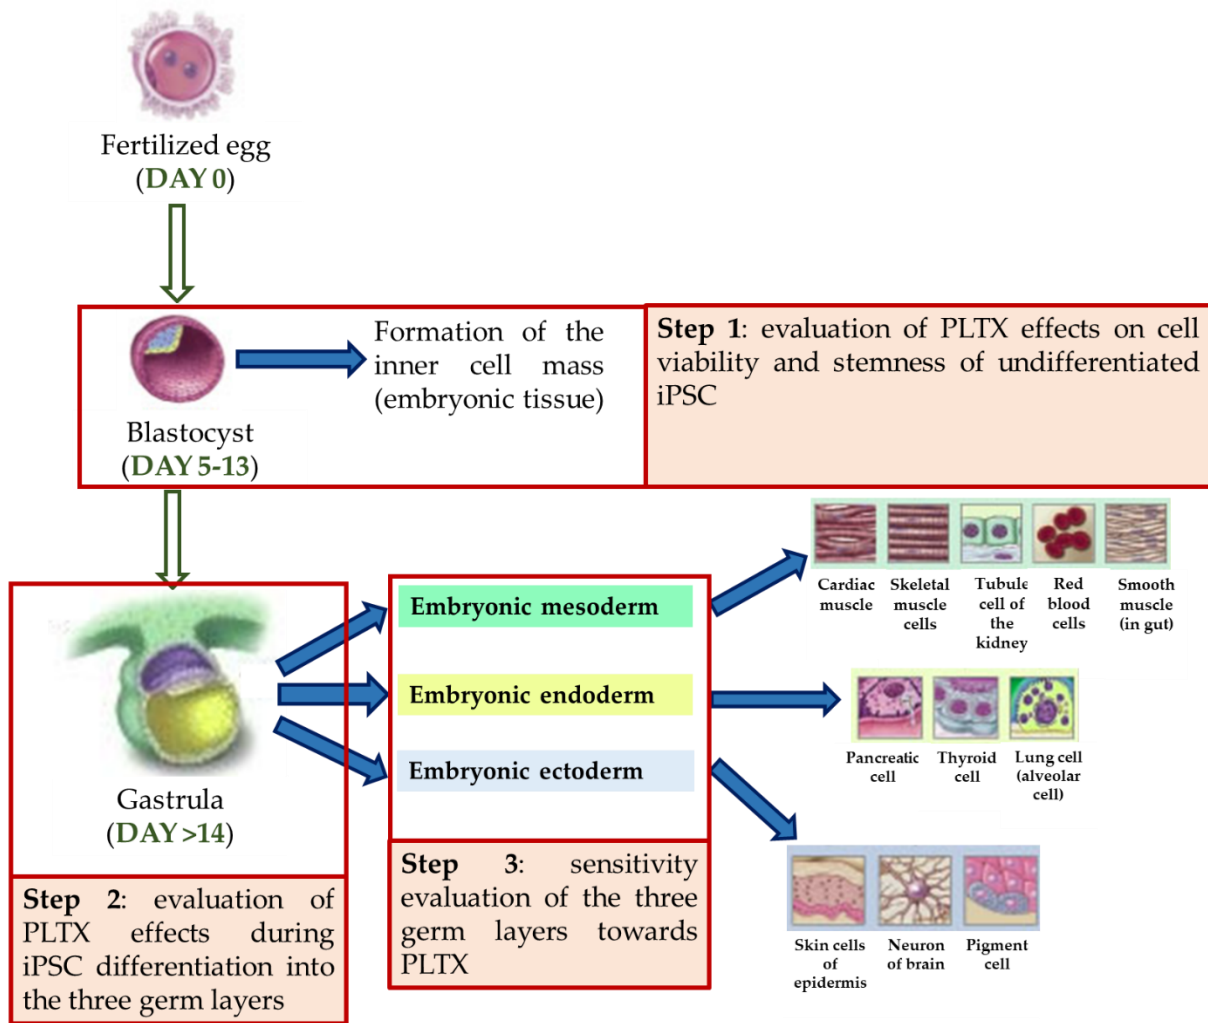 Fertilized egg
(DAY 0)
Formation of the
inner cell mass
(embryonic tissue)
Blastocyst
(DAY 5-13)
Step 1: evaluation of PLTX effects on cell
viability and stemness of undifferentiated
iPSC
Gastrula
(DAY >14)
Step 2: evaluation of
PLTX effects during
iPSC differentiation into
the three germ layers
Embryonic mesoderm
Embryonic endoderm
Embryonic ectoderm
Step 3: sensitivity
evaluation of the three
germ layers towards
PLTX
Cardiac
muscle
Skeletal
muscle
cells
Tubule
cell of
the
kidney
Red
blood
cells
Smooth
muscle
(in gut)
Pancreatic
cell
Thyroid
cell
Lung cell
(alveolar
cell)
Skin cells
of
epidermis
Neuron
of brain
Pigment
cell